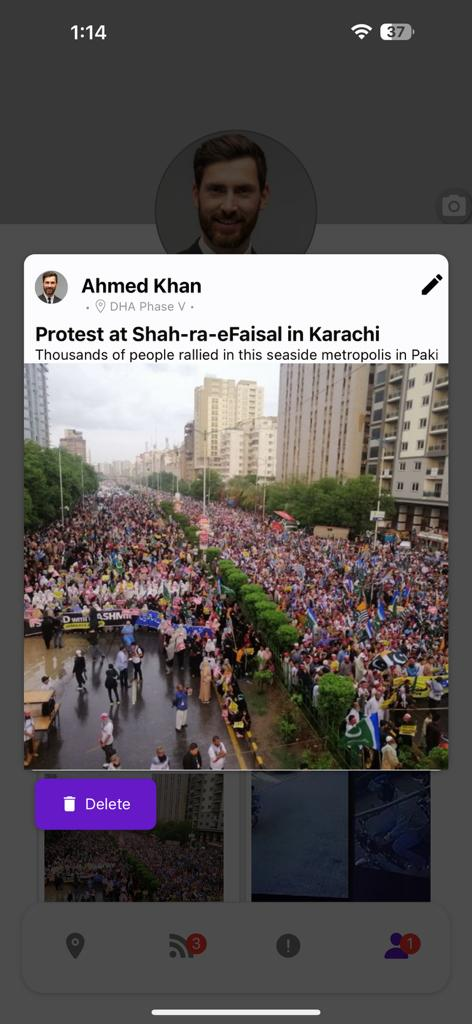 1:14
37
Ahmed Khan
• DHA Phase V •
Protest at Shah-ra-eFaisal in Karachi
Thousands of people rallied in this seaside metropolis in Paki
ASHMI
Delete
3
!
1